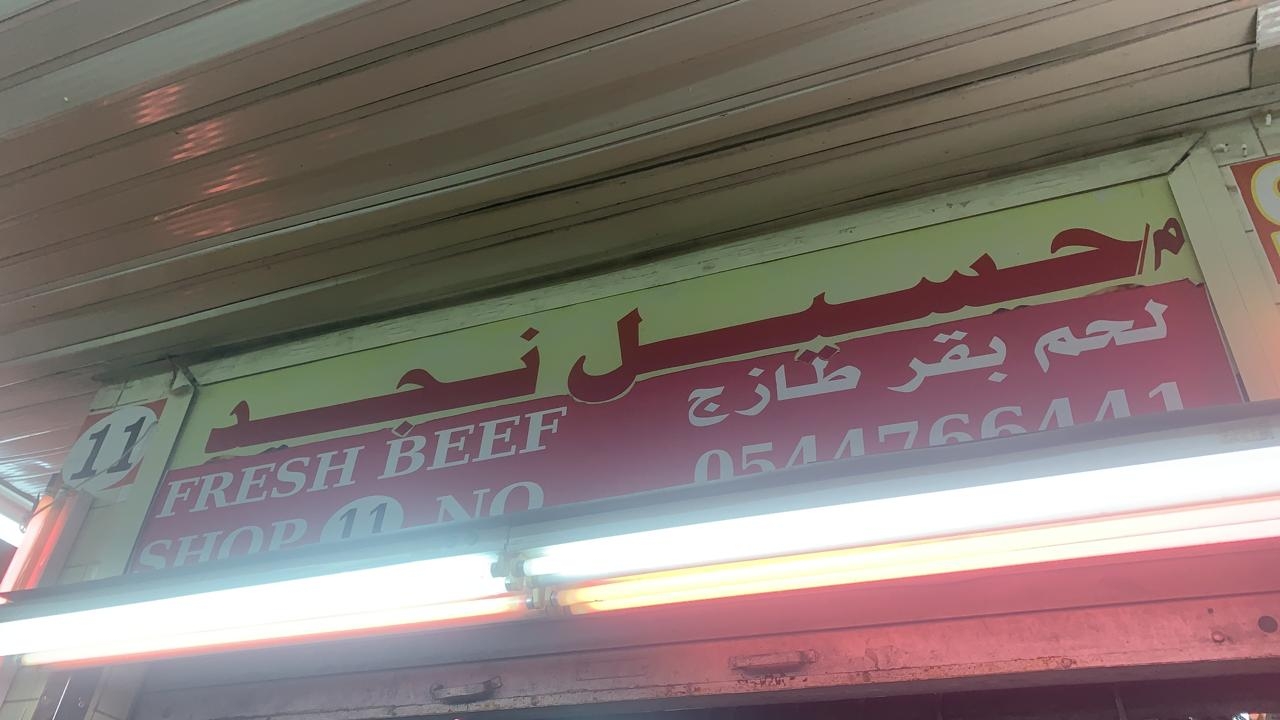 م/حسيل نجد
لحم بقر طازج
FRESH BEEF
0544766441
SHOP 11 NO
11